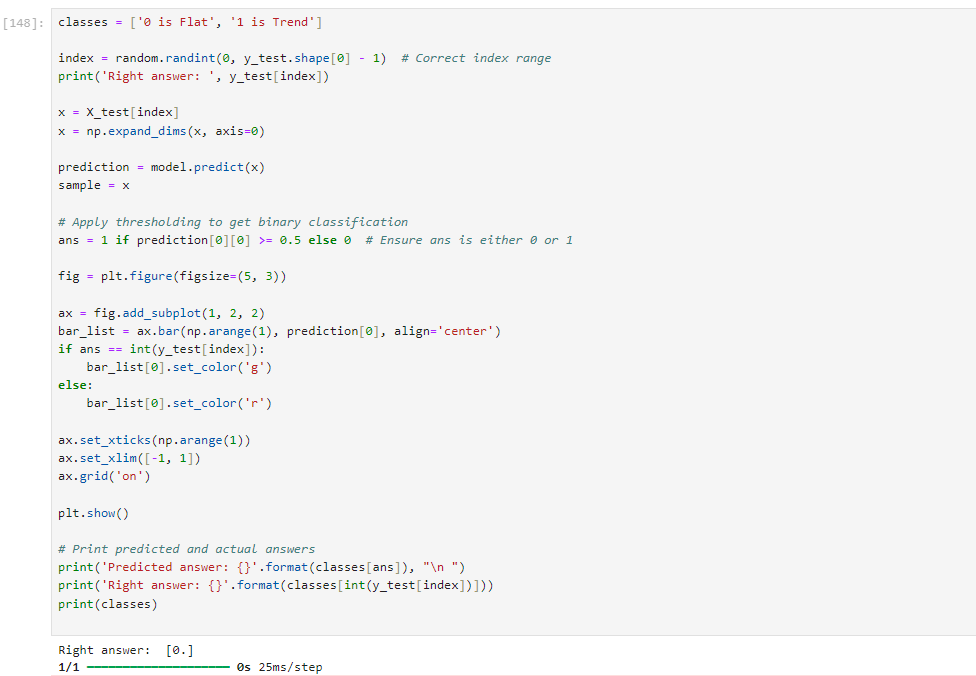 [148]:
classes = ['0 is Flat', '1 is Trend']
index = random.randint(0, y_test.shape[0] - 1)  # Correct index range
print('Right answer: ', y_test[index])
x = X_test[index]
x = np.expand_dims(x, axis=0)
prediction = model.predict(x)
sample = x
# Apply thresholding to get binary classification
ans = 1 if prediction[0][0] >= 0.5 else 0  # Ensure ans is either 0 or 1
fig = plt.figure(figsize=(5, 3))
ax = fig.add_subplot(1, 2, 2)
bar_list = ax.bar(np.arange(1), prediction[0], align='center')
if ans == int(y_test[index]):
    bar_list[0].set_color('g')
else:
    bar_list[0].set_color('r')
ax.set_xticks(np.arange(1))
ax.set_xlim([-1, 1])
ax.grid('on')
plt.show()
# Print predicted and actual answers
print('Predicted answer: {}'.format(classes[ans]), "\n ")
print('Right answer: {}'.format(classes[int(y_test[index])]))
print(classes)
Right answer:  [0.]
1/1 0s 25ms/step